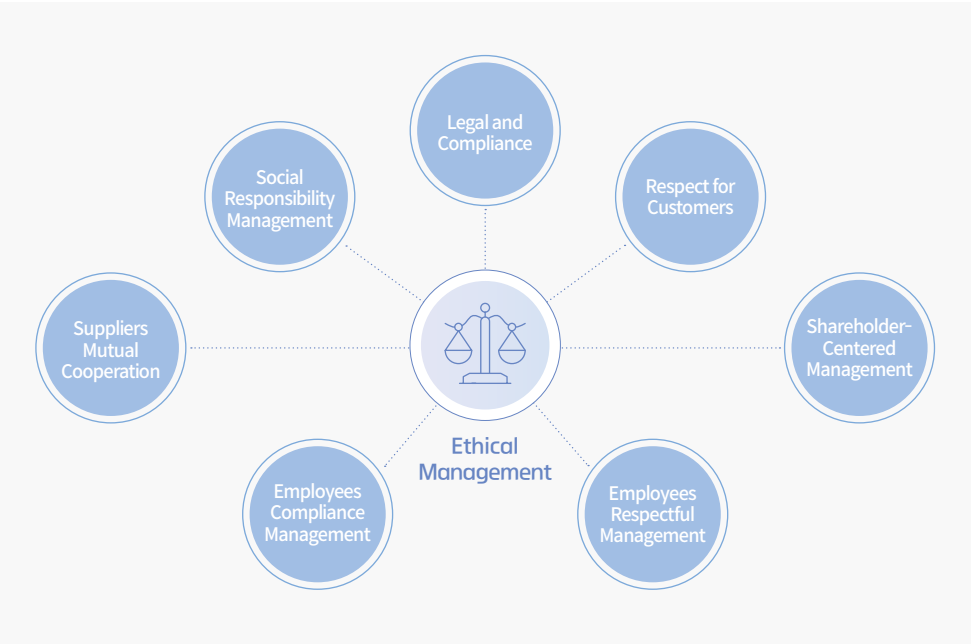 Legal and
Compliance
Social
Responsibility
Management
Respect for
Customers
Suppliers
Mutual
Cooperation
Shareholder-
Centered
Management
Ethical
Management
Employees
Compliance
Management
Employees
Respectful
Management